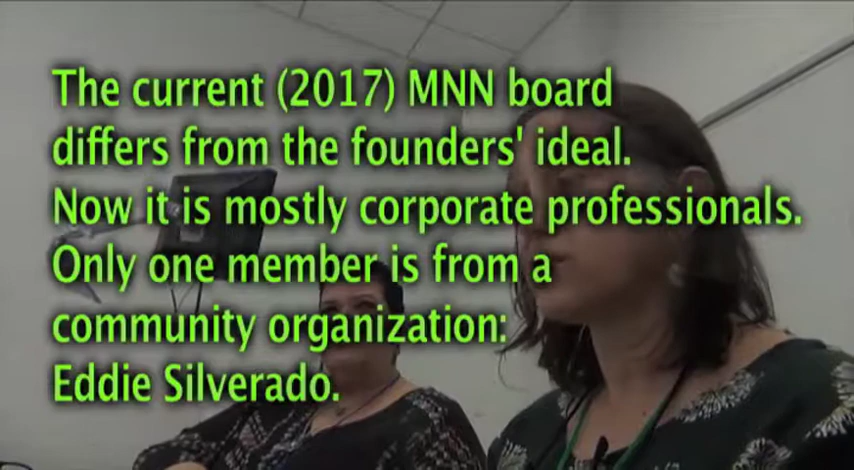 The current (2017) MNN board
differs from the founders' ideal.
Now it is mostly corporate professionals.
Only one member is from a
community organization:
Eddie Silverado.